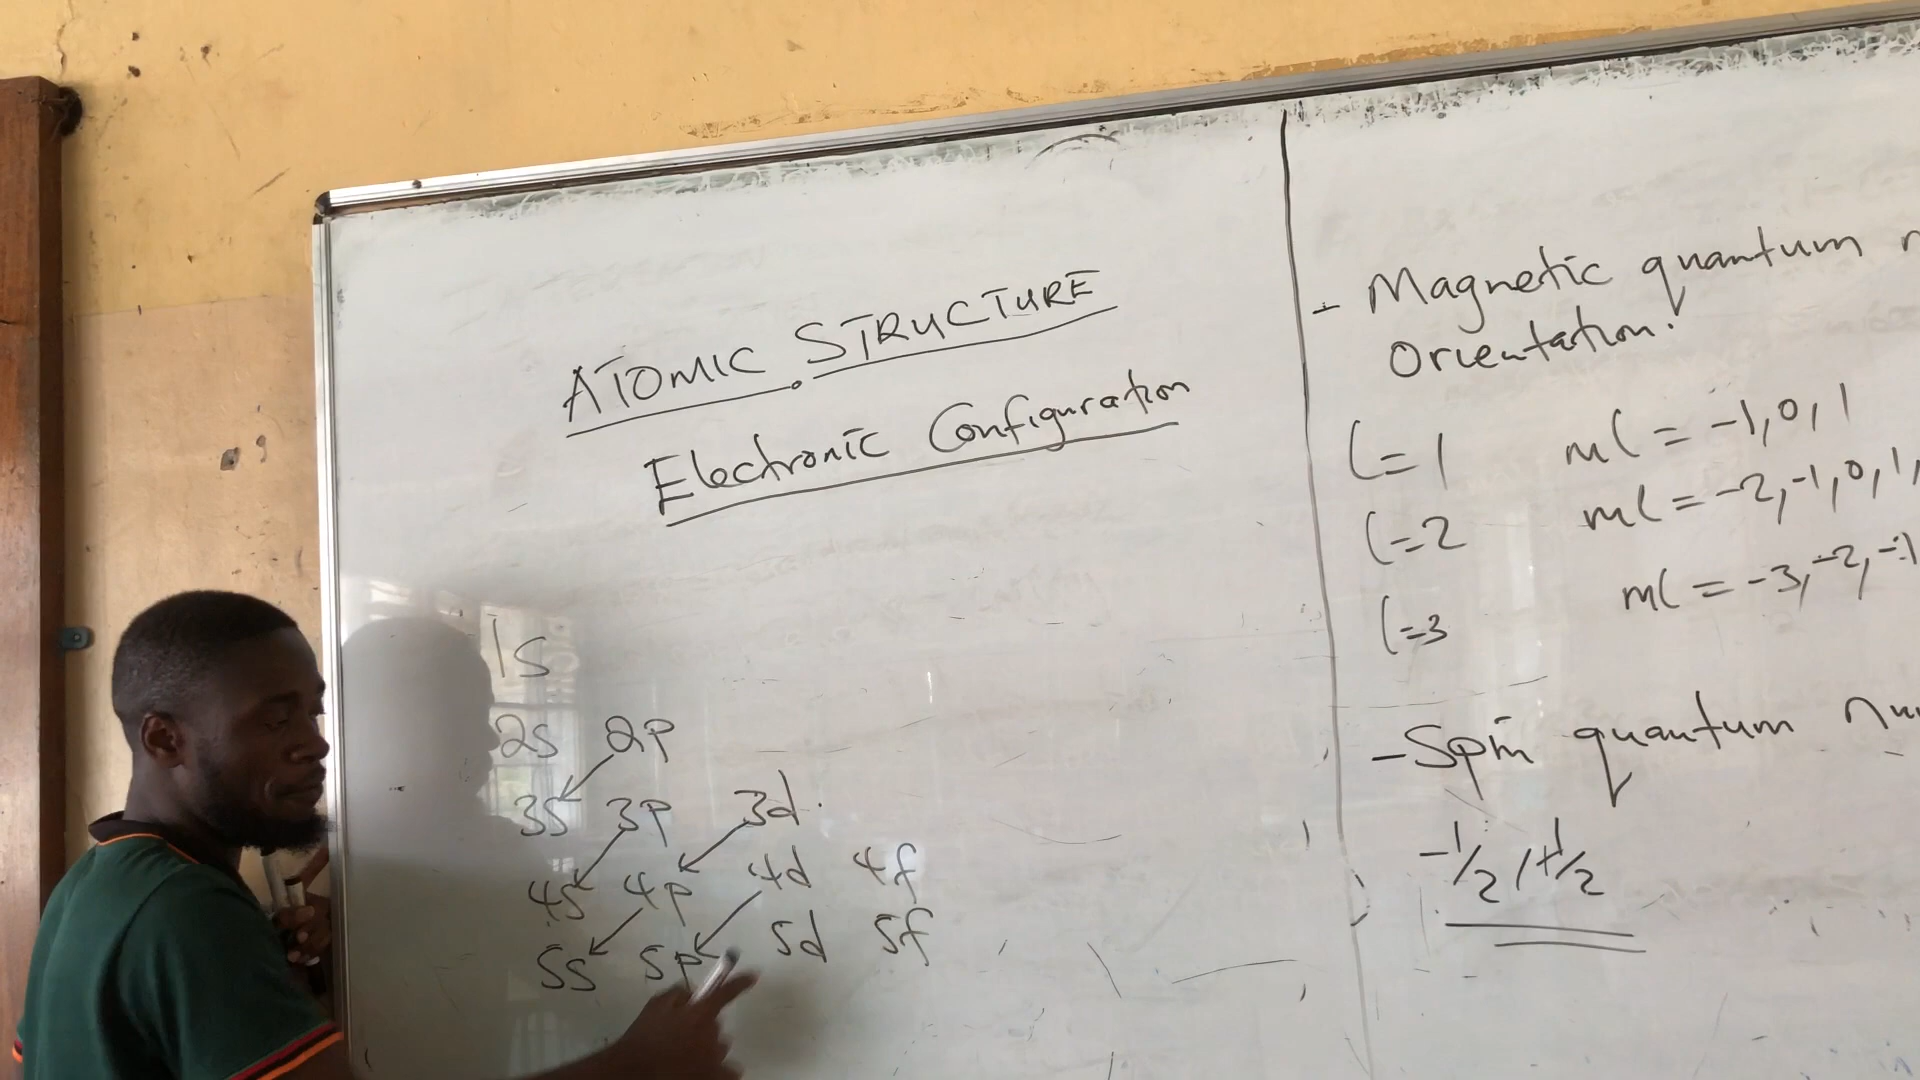 ATOMIC STRUCTURE
Electronic Configuration
1s
2s 2p
3s 3p 3d
4s 4p 4d 4f
5s 5p 5d 5f
- Magnetic quantum
Orientation.
l=1 ml = -1, 0, 1
l=2 ml = -2, -1, 0, 1,
l=3 ml = -3, -2, -1
- Spin quantum
-1/2 / +1/2